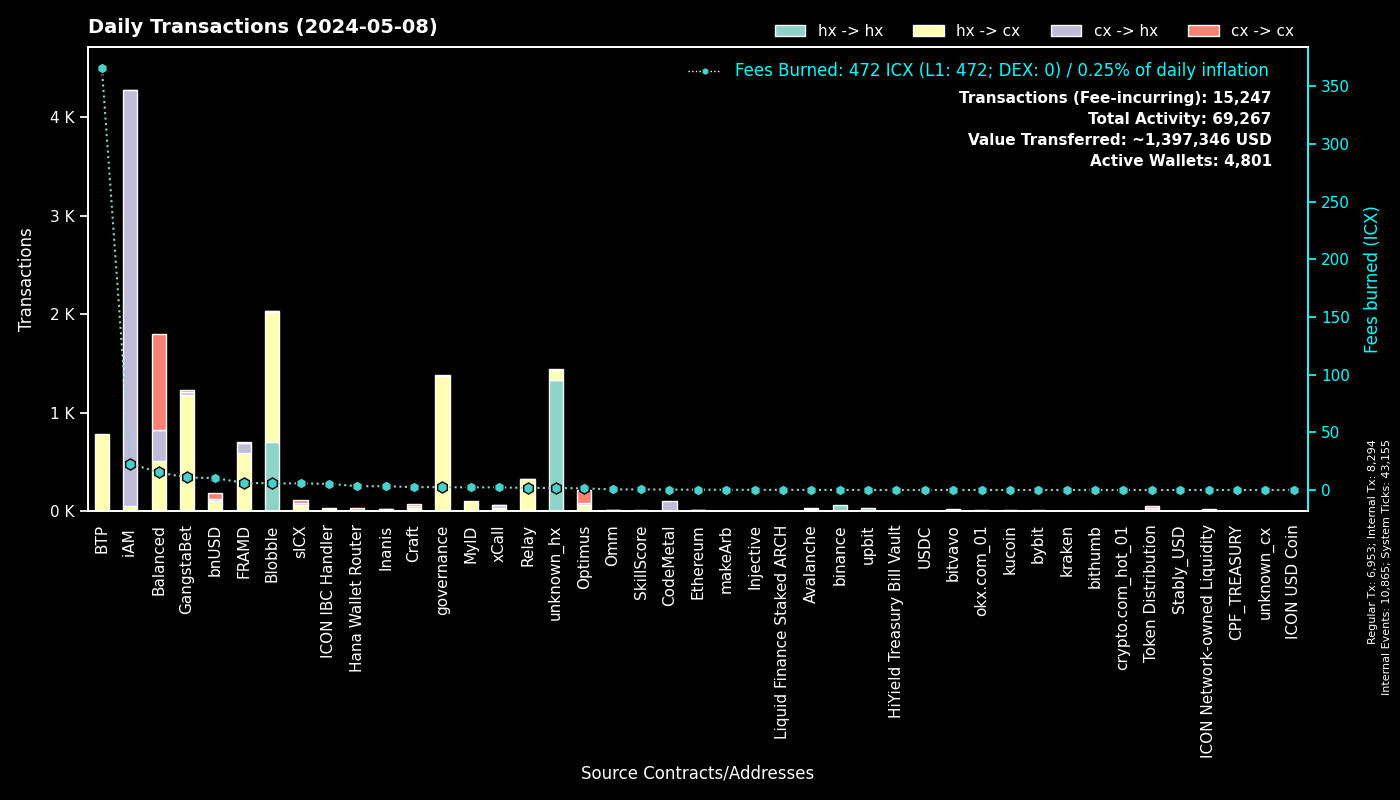 Daily Transactions (2024-05-08)
hx -> hx
hx -> cx
cx -> hx
cx -> cx
Fees Burned: 472 ICX (L1: 472; DEX: 0) / 0.25% of daily inflation
Transactions (Fee-incurring): 15,247
Total Activity: 69,267
Value Transferred: ~1,397,346 USD
Active Wallets: 4,801
Transactions
4 K
3 K
2 K
1 K
0 K
350
300
250
200
150
100
50
0
Fees burned (ICX)
BTP
iAM
Balanced
GangstaBet
bnUSD
FRAMD
Blobble
sICX
ICON IBC Handler
Hana Wallet Router
Inanis
Craft
governance
MyID
xCall
Relay
unknown_hx
Optimus
Omm
SkillScore
CodeMetal
Ethereum
makeArb
Injective
Liquid Finance Staked ARCH
Avalanche
binance
upbit
HiYield Treasury Bill Vault
USDC
bitvavo
okx.com_01
kucoin
bybit
kraken
bithumb
crypto.com_hot_01
Token Distribution
Stably_USD
ICON Network-owned Liquidity
CPF_TREASURY
unknown_cx
ICON USD Coin
Source Contracts/Addresses
Regular Tx: 6,953; Internal Tx: 8,294
Internal Events: 10,865; System Ticks: 43,155